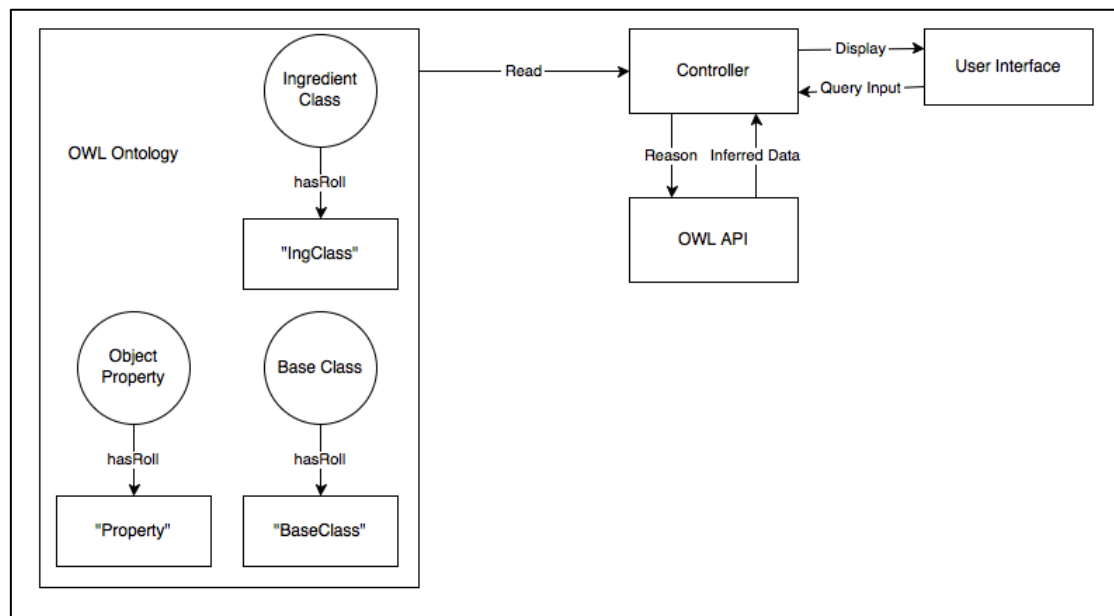 Ingredient
Class
OWL Ontology
hasRoll
"IngClass"
Object
Property
Base Class
hasRoll
hasRoll
"Property"
"BaseClass"
Read
Controller
Display
User Interface
Query Input
Reason
Inferred Data
OWL API